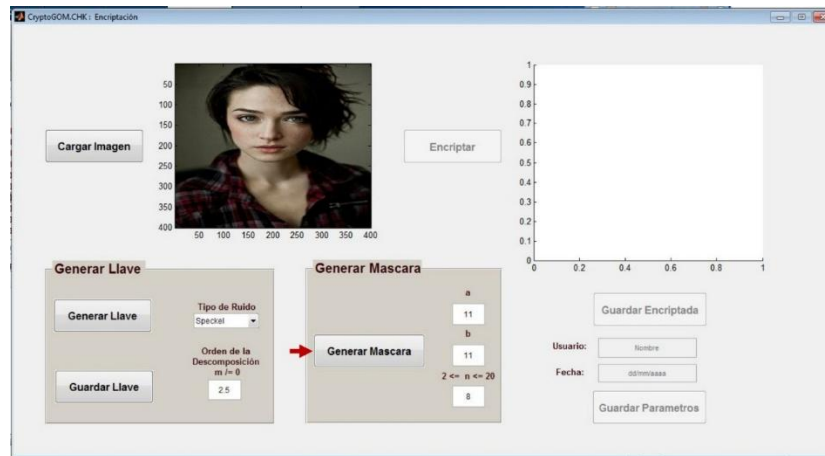 CryptoGOM.CHK : Encriptación
Cargar Imagen
50
100
150
200
250
300
350
400
50 100 150 200 250 300 350 400
Encriptar
1
0.9
0.8
0.7
0.6
0.5
0.4
0.3
0.2
0.1
0
0 0.2 0.4 0.6 0.8 1
Generar Llave
Generar Llave
Tipo de Ruido
Speckel
Orden de la
Descomposición
m /= 0
2.5
Guardar Llave
Generar Mascara
a
11
Generar Mascara
b
11
2 <= n <= 20
8
Guardar Encriptada
Usuario: Nombre
Fecha: dd/mm/aaaa
Guardar Parametros